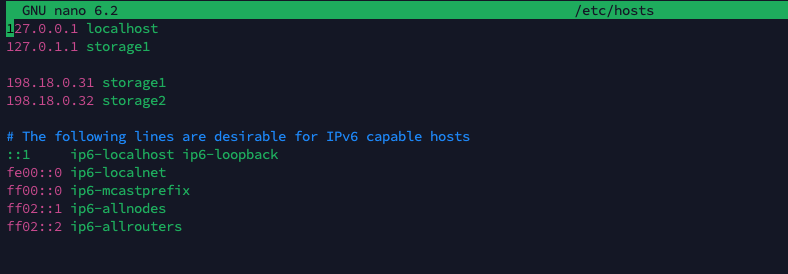 GNU nano 6.2 /etc/hosts
127.0.0.1 localhost
127.0.1.1 storage1
198.18.0.31 storage1
198.18.0.32 storage2
# The following lines are desirable for IPv6 capable hosts
::1     ip6-localhost ip6-loopback
fe00::0 ip6-localnet
ff00::0 ip6-mcastprefix
ff02::1 ip6-allnodes
ff02::2 ip6-allrouters